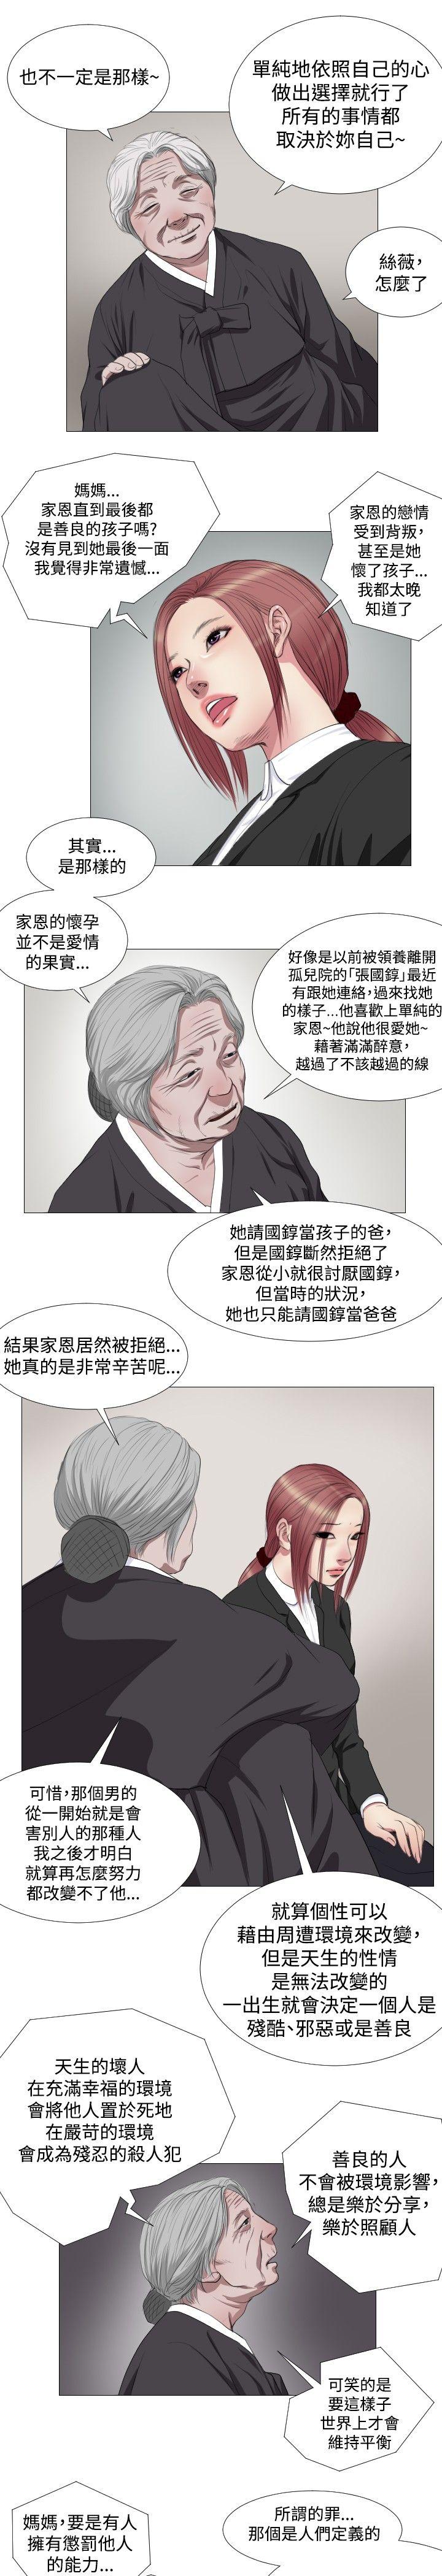 也不一定是那樣~
單純地依照自己的心
做出選擇就行了
所有的事情都
取決於妳自己~
絲薇,
怎麼了
媽媽...
家恩直到最後都
是善良的孩子嗎?
沒有見到她最後一面
我覺得非常遺憾...
家恩的戀情
受到背叛,
甚至是她
懷了孩子...
我都太晚
知道了
其實...
是那樣的
家恩的懷孕
並不是愛情
的果實...
好像是以前被領養離開
孤兒院的「張國錞」最近
有跟她連絡,過來找她
的樣子...他喜歡上單純的
家恩~他說他很愛她~
藉著滿滿醉意,
越過了不該越過的線
她請國錞當孩子的爸,
但是國錞斷然拒絕了
家恩從小就很討厭國錞,
但當時的狀況,
她也只能請國錞當爸爸
結果家恩居然被拒絕...
她真的是非常辛苦呢...
可惜,那個男的
從一開始就是會
害別人的那種人
我之後才明白
就算再怎麼努力
都改變不了他...
就算個性可以
藉由周遭環境來改變,
但是天生的性情
是無法改變的
一出生就會決定一個人是
殘酷、邪惡或是善良
天生的壞人
在充滿幸福的環境
會將他人置於死地
在嚴苛的環境
會成為殘忍的殺人犯
善良的人
不會被環境影響,
總是樂於分享,
樂於照顧人
可笑的是
要這樣子
世界上才會
維持平衡
媽媽,要是有人
擁有懲罰他人
的能力...
所謂的罪...
那個是人們定義的